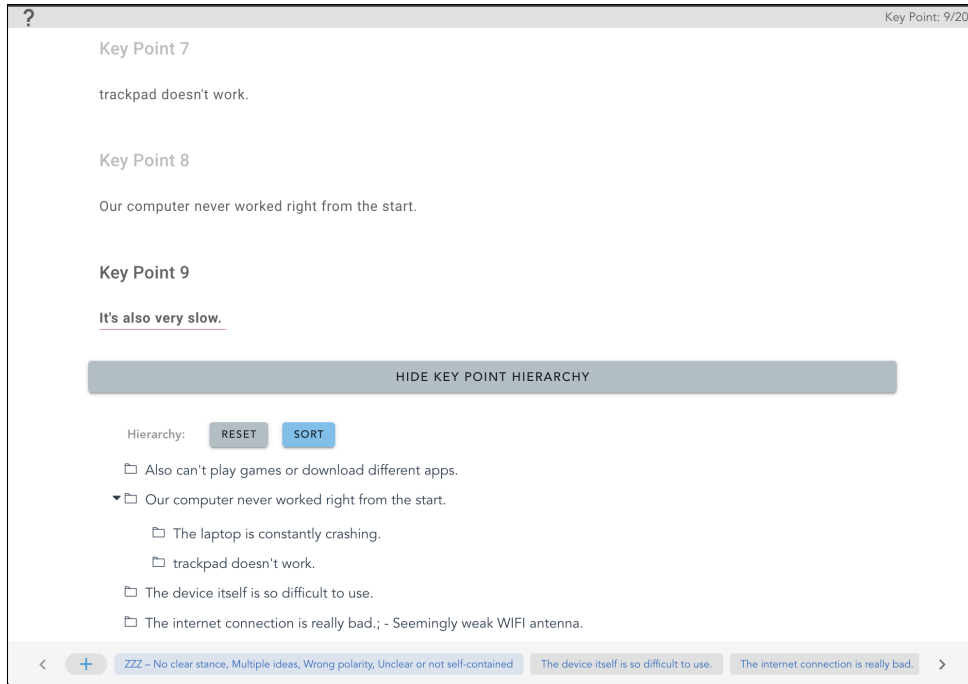 ?
Key Point: 9/20
Key Point 7
trackpad doesn't work.
Key Point 8
Our computer never worked right from the start.
Key Point 9
It's also very slow.
HIDE KEY POINT HIERARCHY
Hierarchy: RESET SORT
Also can't play games or download different apps.
Our computer never worked right from the start.
The laptop is constantly crashing.
trackpad doesn't work.
The device itself is so difficult to use.
The internet connection is really bad.; - Seemingly weak WIFI antenna.
< + ZZZ – No clear stance, Multiple ideas, Wrong polarity, Unclear or not self-contained The device itself is so difficult to use. The internet connection is really bad. >